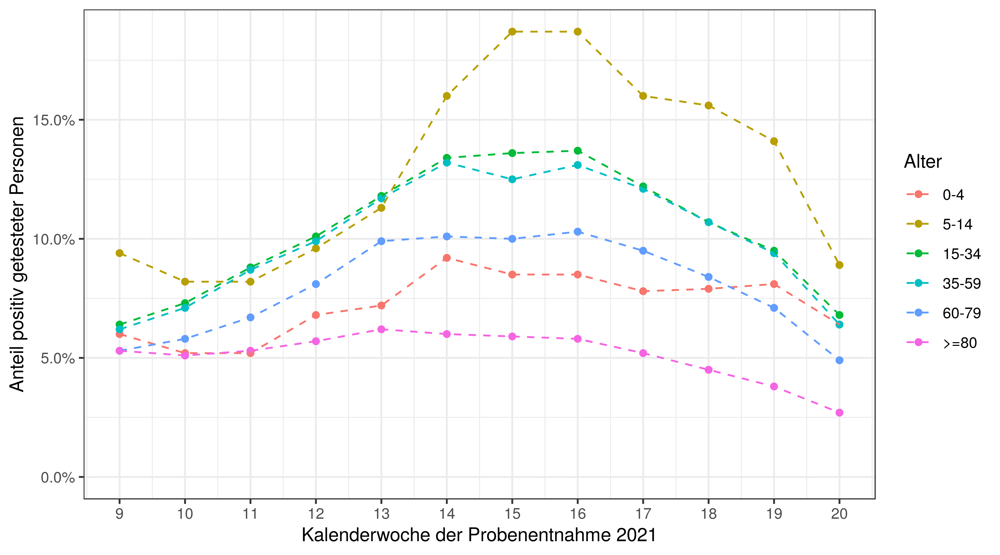 Anteil positiv getesteter Personen
15.0%
10.0%
5.0%
0.0%
9 10 11 12 13 14 15 16 17 18 19 20
Kalenderwoche der Probenentnahme 2021
Alter
0-4
5-14
15-34
35-59
60-79
>=80